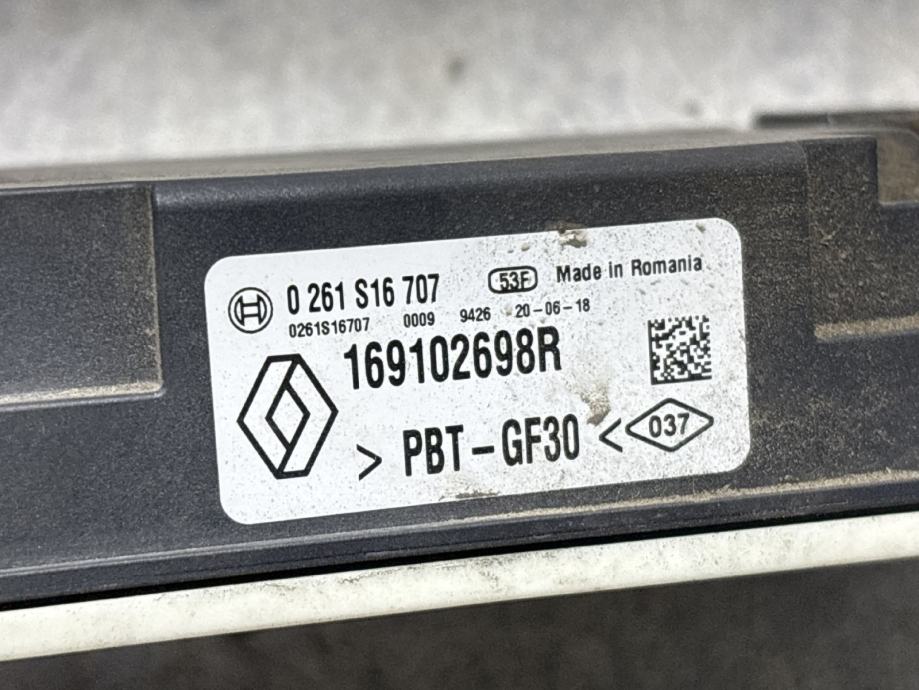 0 261 S16 707 53F Made in Romania
0261S16707 0009 9426 20-06-18
169102698R
> PBT-GF30 < 037